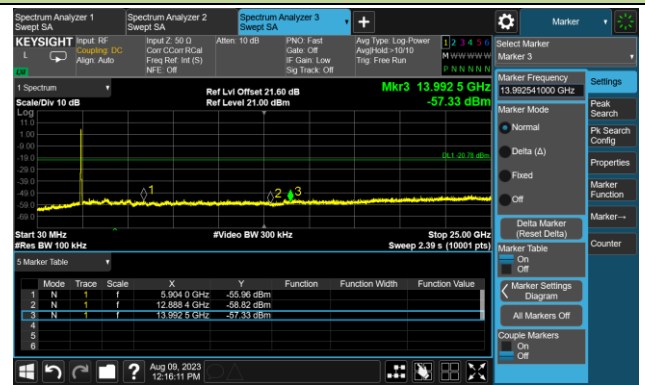 Spectrum Analyzer 1
Swept SA
Spectrum Analyzer 2
Swept SA
Spectrum Analyzer 3
Swept SA
Marker
KEYSIGHT
Input: RF
Coupling: DC
Align: Auto
Input Z: 50 Ω
Corr CCorr RCal
Freq Ref: Int (S)
NFE: Off
Atten: 10 dB
PNO: Fast
Gate: Off
IF Gain: Low
Sig Track: Off
Avg Type: Log-Power
Avg|Hold:>10/10
Trig: Free Run
1 2 3 4 5 6
M W W W W W
P N N N N N
L
Select Marker
Marker 3
1 Spectrum
Scale/Div 10 dB
Ref Lvl Offset 21.60 dB
Ref Level 21.00 dBm
Mkr3 13.992 5 GHz
-57.33 dBm
Log
11.0
1.00
-9.00
-19.0
-29.0
-39.0
-49.0
-59.0
-69.0
DL1 -20.78 dBm
1
2
3
Start 30 MHz
#Res BW 100 kHz
#Video BW 300 kHz
Stop 25.00 GHz
Sweep 2.39 s (10001 pts)
5 Marker Table
Mode Trace Scale X Y Function Function Width Function Value
1 N 1 f 5.904 0 GHz -55.96 dBm
2 N 1 f 12.888 4 GHz -58.82 dBm
3 N 1 f 13.992 5 GHz -57.33 dBm
4
5
6
Marker Frequency
13.992541000 GHz
Marker Mode
Normal
Delta (Δ)
Fixed
Off
Delta Marker
(Reset Delta)
Marker Table
On
Off
Marker Settings
Diagram
All Markers Off
Couple Markers
On
Off
Settings
Peak
Search
Pk Search
Config
Properties
Marker
Function
Marker→
Counter
Aug 09, 2023
12:16:11 PM